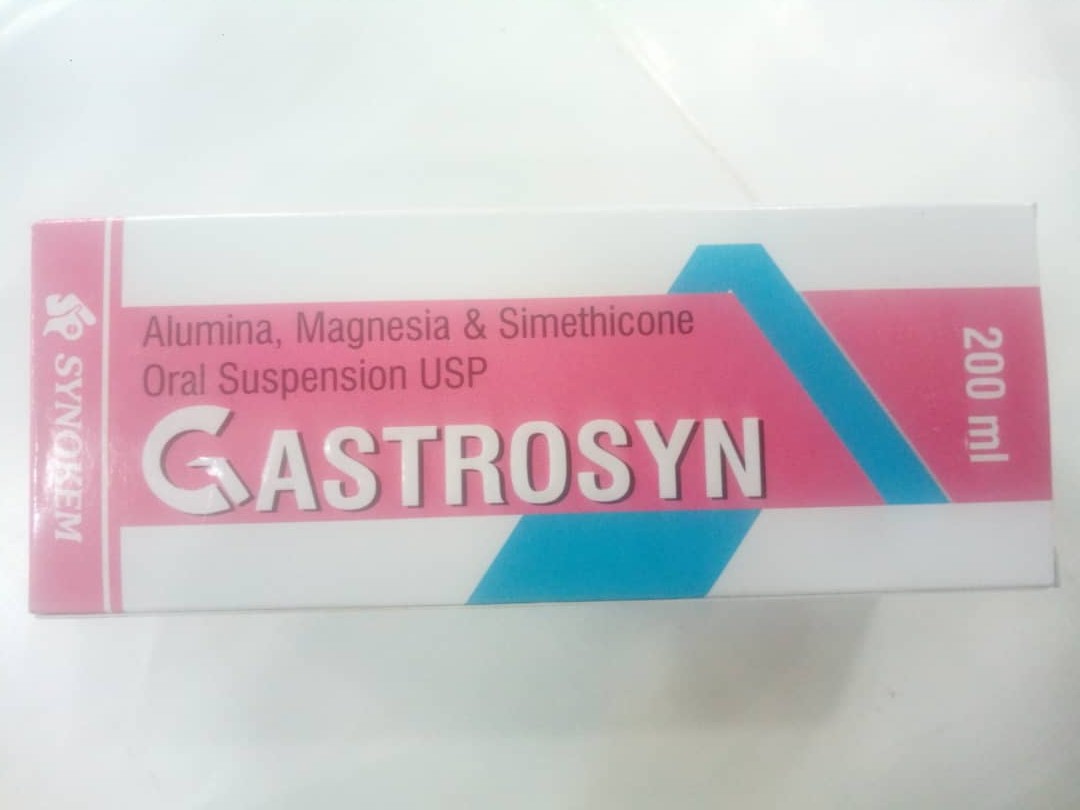 Alumina, Magnesia & Simethicone
Oral Suspension USP
GASTROSYN
200 ml
SYNOKEM